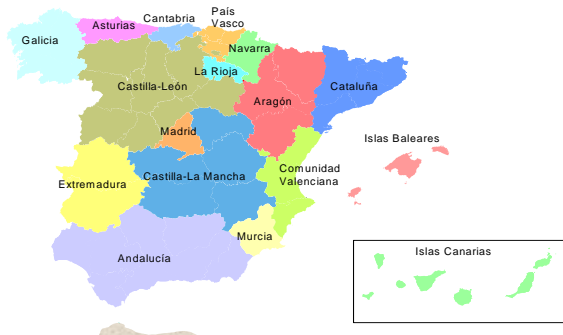 País
Vasco
Cantabria
Asturias
Galicia
Navarra
La Rioja
Castilla-León
Cataluña
Aragón
Madrid
Islas Baleares
Comunidad
Valenciana
Castilla-La Mancha
Extremadura
Murcia
Andalucía
Islas Canarias